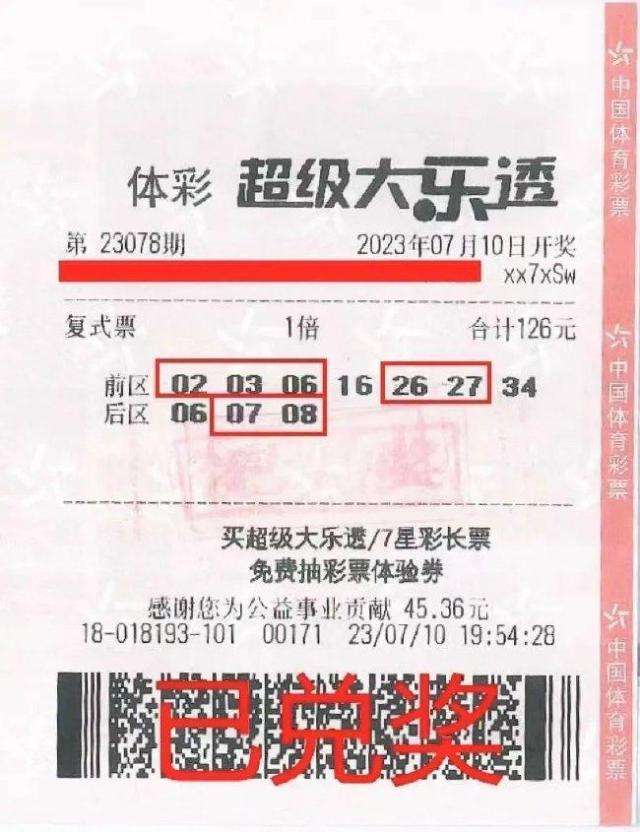 体彩 超级大乐透
第 23078期 2023年07月10日开奖
xx7xSw
复式票 1倍 合计126元
前区 02 03 06 16 26 27 34
后区 06 07 08
买超级大乐透/7星彩长票
免费抽彩票体验券
感谢您为公益事业贡献 45.36元
18-018193-101 00171 23/07/10 19:54:28
已兑奖
中国体育彩票
中国体育彩票
中国体育彩票